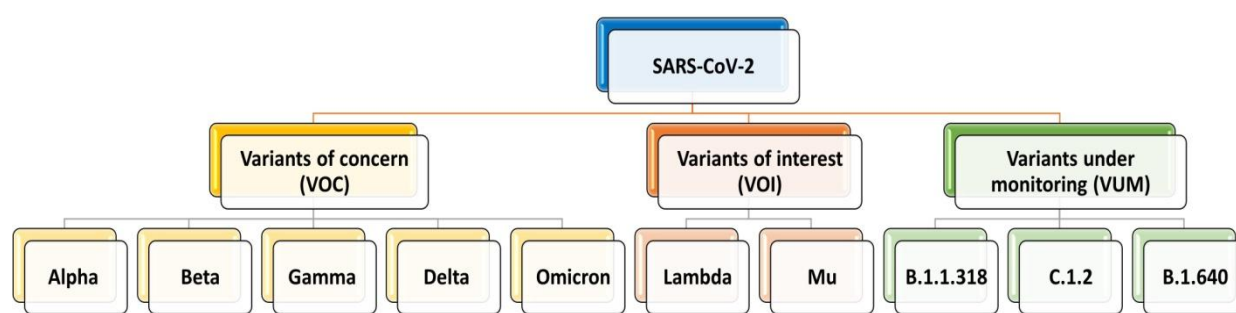 SARS-CoV-2
Variants of concern
(VOC)
Variants of interest
(VOI)
Variants under
monitoring (VUM)
Alpha
Beta
Gamma
Delta
Omicron
Lambda
Mu
B.1.1.318
C.1.2
B.1.640